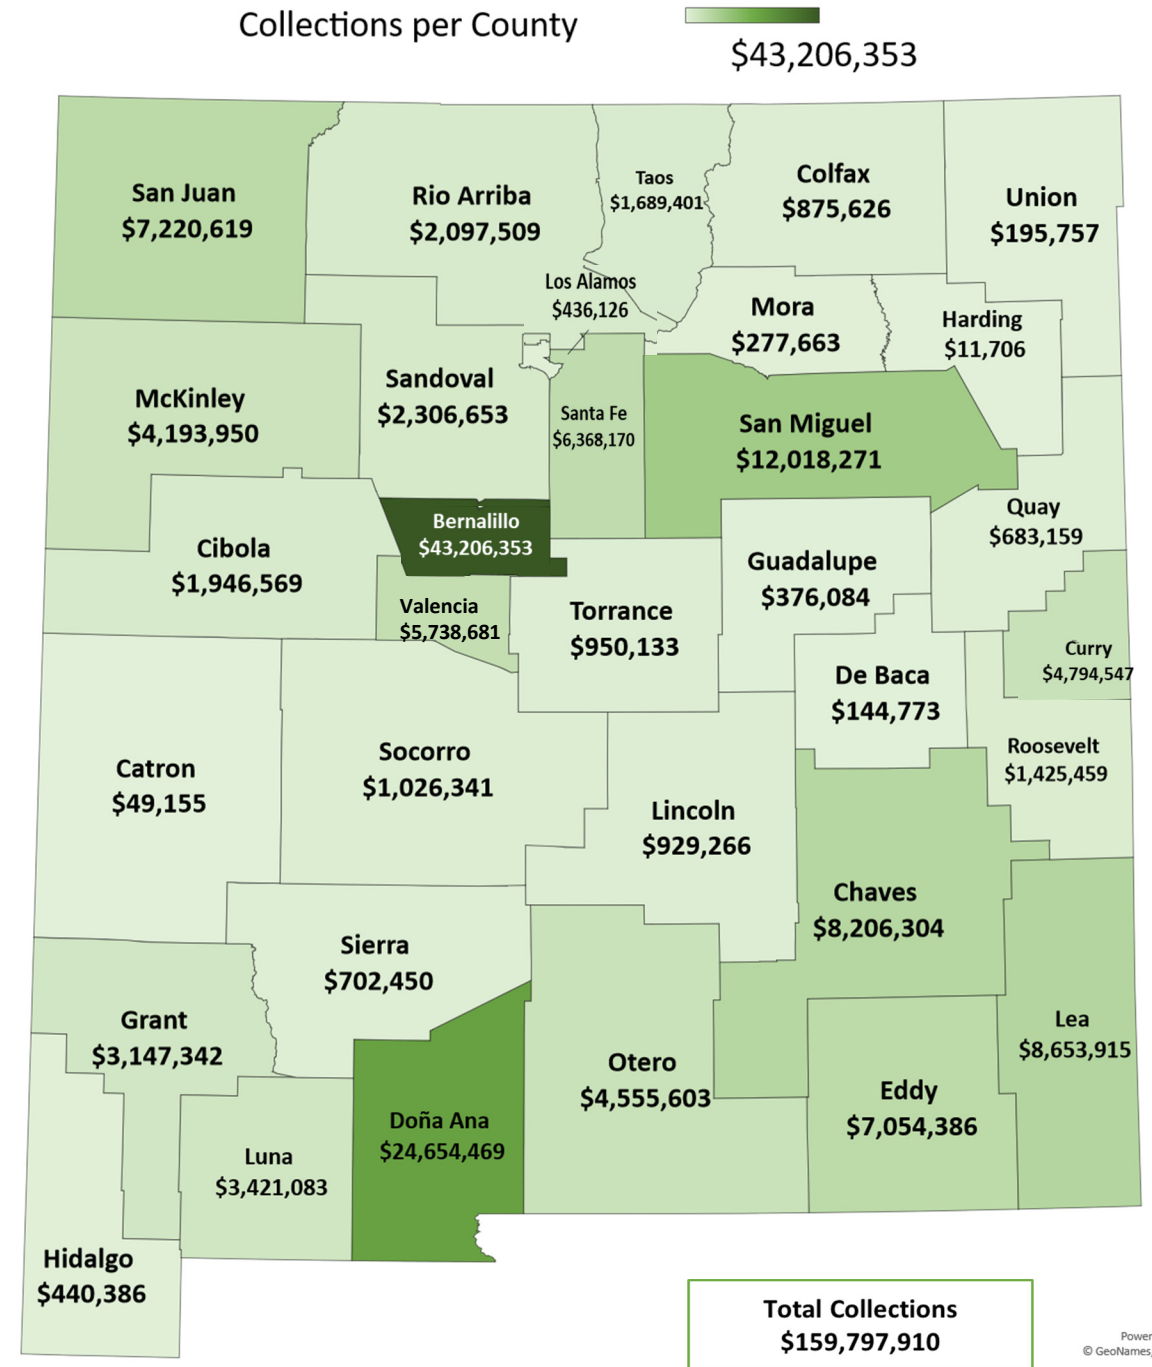 Collections per County
$43,206,353
San Juan
$7,220,619
Rio Arriba
$2,097,509
Taos
$1,689,401
Colfax
$875,626
Union
$195,757
Los Alamos
$436,126
Mora
$277,663
Harding
$11,706
McKinley
$4,193,950
Sandoval
$2,306,653
Santa Fe
$6,368,170
San Miguel
$12,018,271
Quay
$683,159
Bernalillo
$43,206,353
Cibola
$1,946,569
Guadalupe
$376,084
Valencia
$5,738,681
Torrance
$950,133
Curry
$4,794,547
De Baca
$144,773
Roosevelt
$1,425,459
Catron
$49,155
Socorro
$1,026,341
Lincoln
$929,266
Chaves
$8,206,304
Sierra
$702,450
Grant
$3,147,342
Lea
$8,653,915
Otero
$4,555,603
Eddy
$7,054,386
Doña Ana
$24,654,469
Luna
$3,421,083
Hidalgo
$440,386
Total Collections
$159,797,910
Power
© GeoNames,